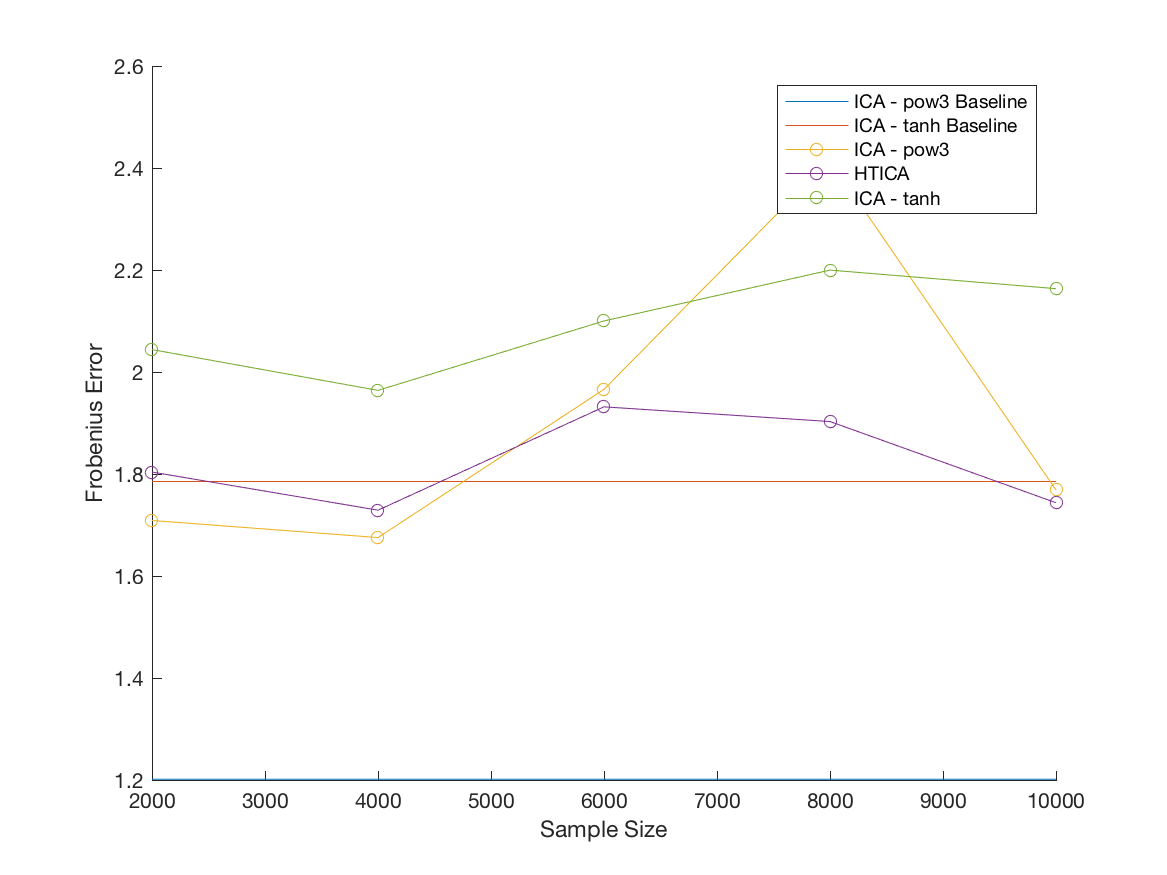 2.6
2.4
2.2
2
1.8
1.6
1.4
1.2
Frobenius Error
ICA - pow3 Baseline
ICA - tanh Baseline
ICA - pow3
HTICA
ICA - tanh
2000 3000 4000 5000 6000 7000 8000 9000 10000
Sample Size